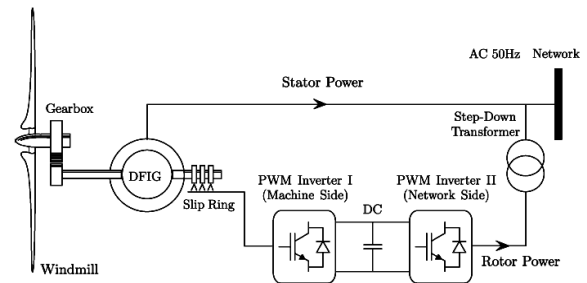 AC 50Hz Network
Gearbox
Stator Power
Step-Down
Transformer
DFIG
Slip Ring
PWM Inverter I
(Machine Side)
DC
PWM Inverter II
(Network Side)
Rotor Power
Windmill